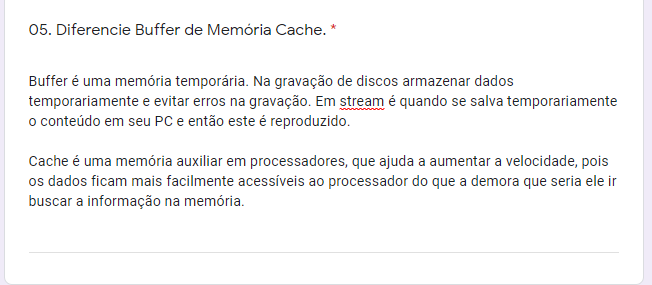 05. Diferencie Buffer de Memória Cache. *
Buffer é uma memória temporária. Na gravação de discos armazenar dados
temporariamente e evitar erros na gravação. Em stream é quando se salva temporariamente
o conteúdo em seu PC e então este é reproduzido.
Cache é uma memória auxiliar em processadores, que ajuda a aumentar a velocidade, pois
os dados ficam mais facilmente acessíveis ao processador do que a demora que seria ele ir
buscar a informação na memória.